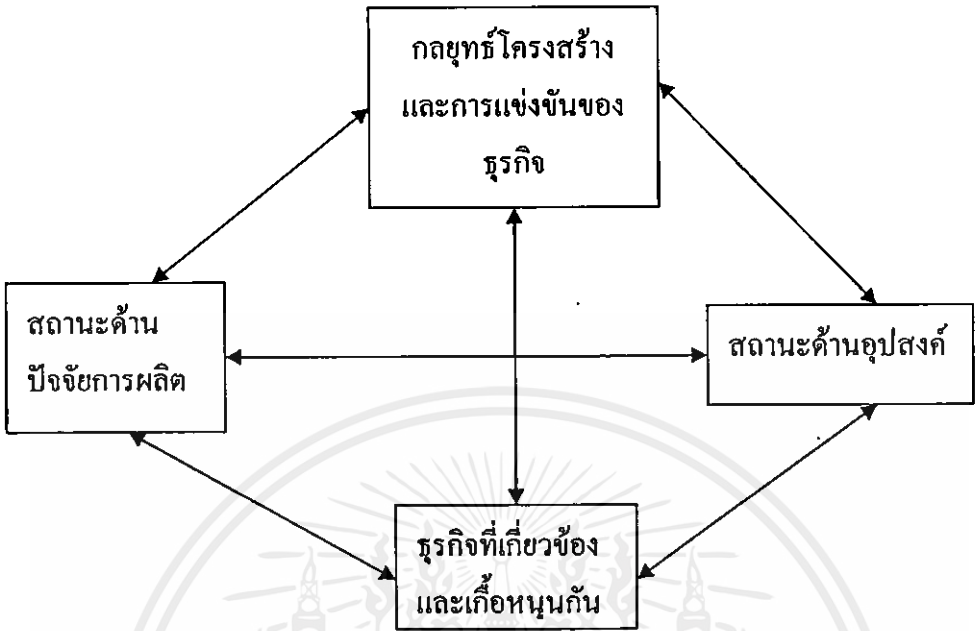 กลยุทธ์โครงสร้าง
และการแข่งขันของ
ธุรกิจ
สถานะด้าน
ปัจจัยการผลิต
สถานะด้านอุปสงค์
ธุรกิจที่เกี่ยวข้อง
และเกื้อหนุนกัน